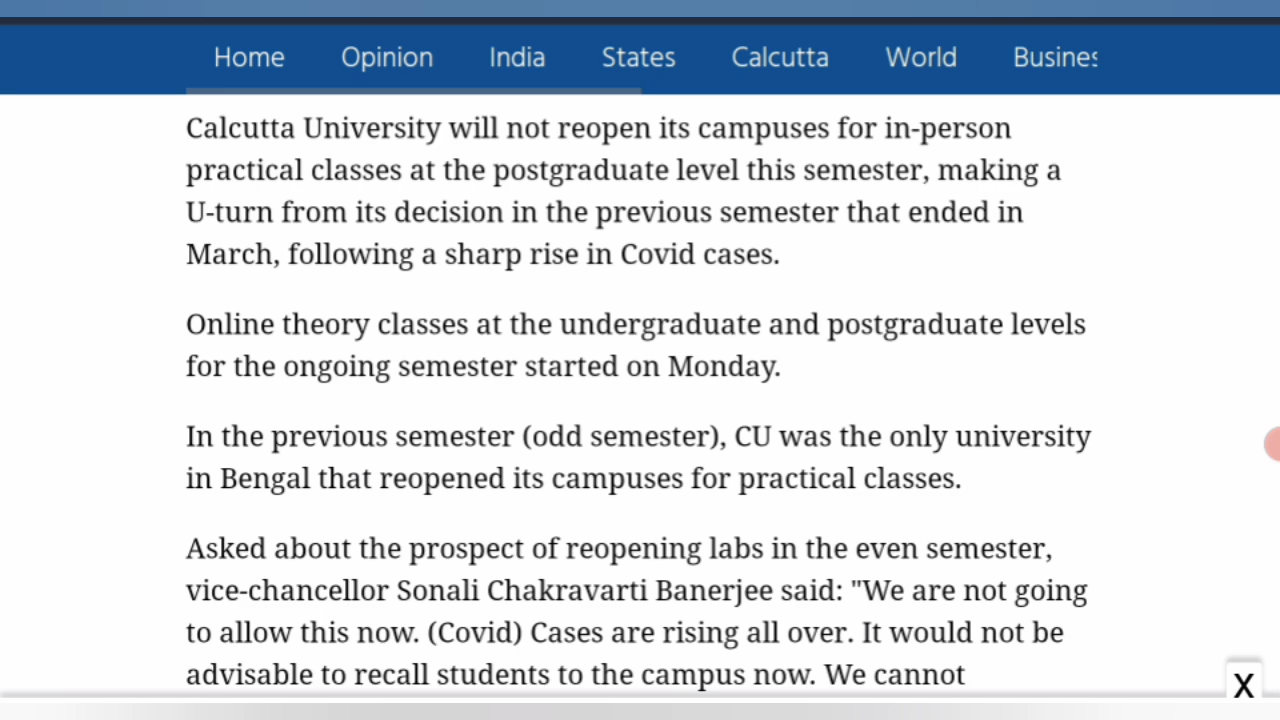 Home Opinion India States Calcutta World Busines
Calcutta University will not reopen its campuses for in-person
practical classes at the postgraduate level this semester, making a
U-turn from its decision in the previous semester that ended in
March, following a sharp rise in Covid cases.
Online theory classes at the undergraduate and postgraduate levels
for the ongoing semester started on Monday.
In the previous semester (odd semester), CU was the only university
in Bengal that reopened its campuses for practical classes.
Asked about the prospect of reopening labs in the even semester,
vice-chancellor Sonali Chakravarti Banerjee said: "We are not going
to allow this now. (Covid) Cases are rising all over. It would not be
advisable to recall students to the campus now. We cannot
X